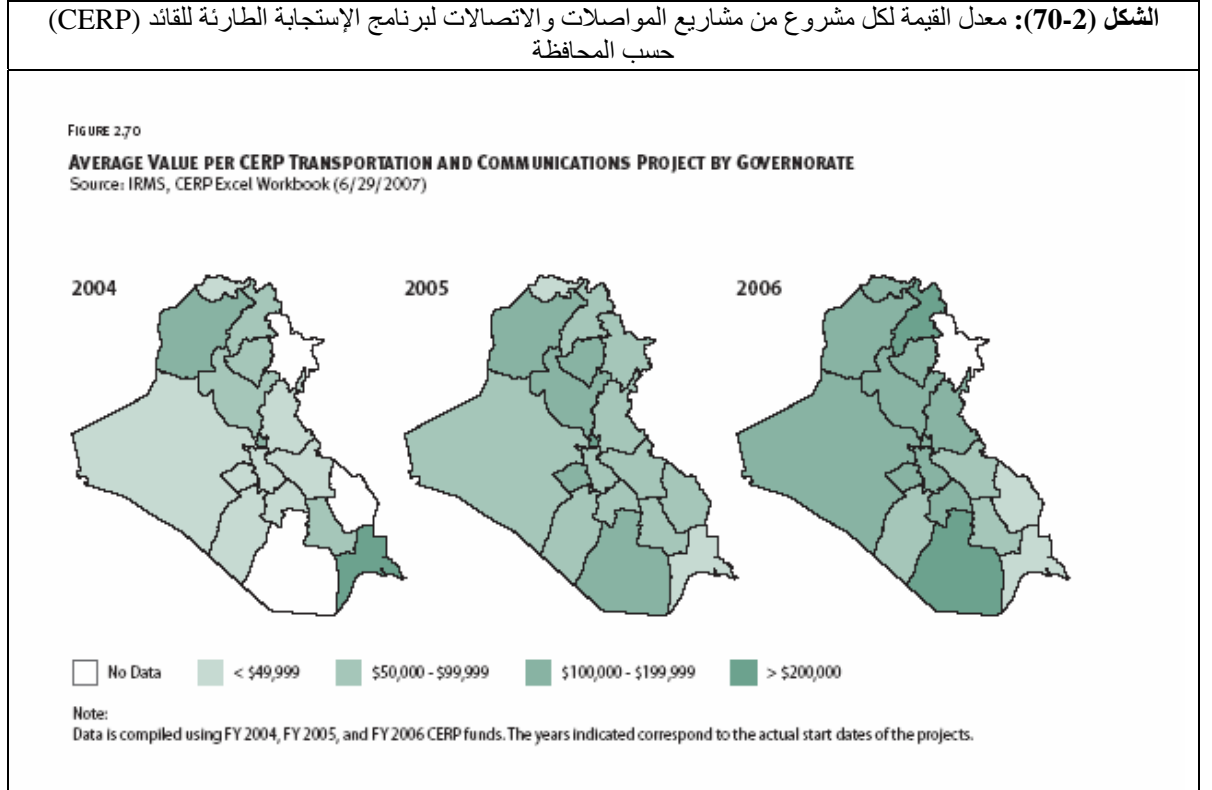 الشكل (2-70): معدل القيمة لكل مشروع من مشاريع المواصلات والاتصالات لبرنامج الإستجابة الطارئة للقائد (CERP)
حسب المحافظة
FIGURE 2.70
AVERAGE VALUE PER CERP TRANSPORTATION AND COMMUNICATIONS PROJECT BY GOVERNORATE
Source: IRMS, CERP Excel Workbook (6/29/2007)
2004 2005 2006
No Data < $49,999 $50,000 - $99,999 $100,000 - $199,999 > $200,000
Note:
Data is compiled using FY 2004, FY 2005, and FY 2006 CERP funds. The years indicated correspond to the actual start dates of the projects.